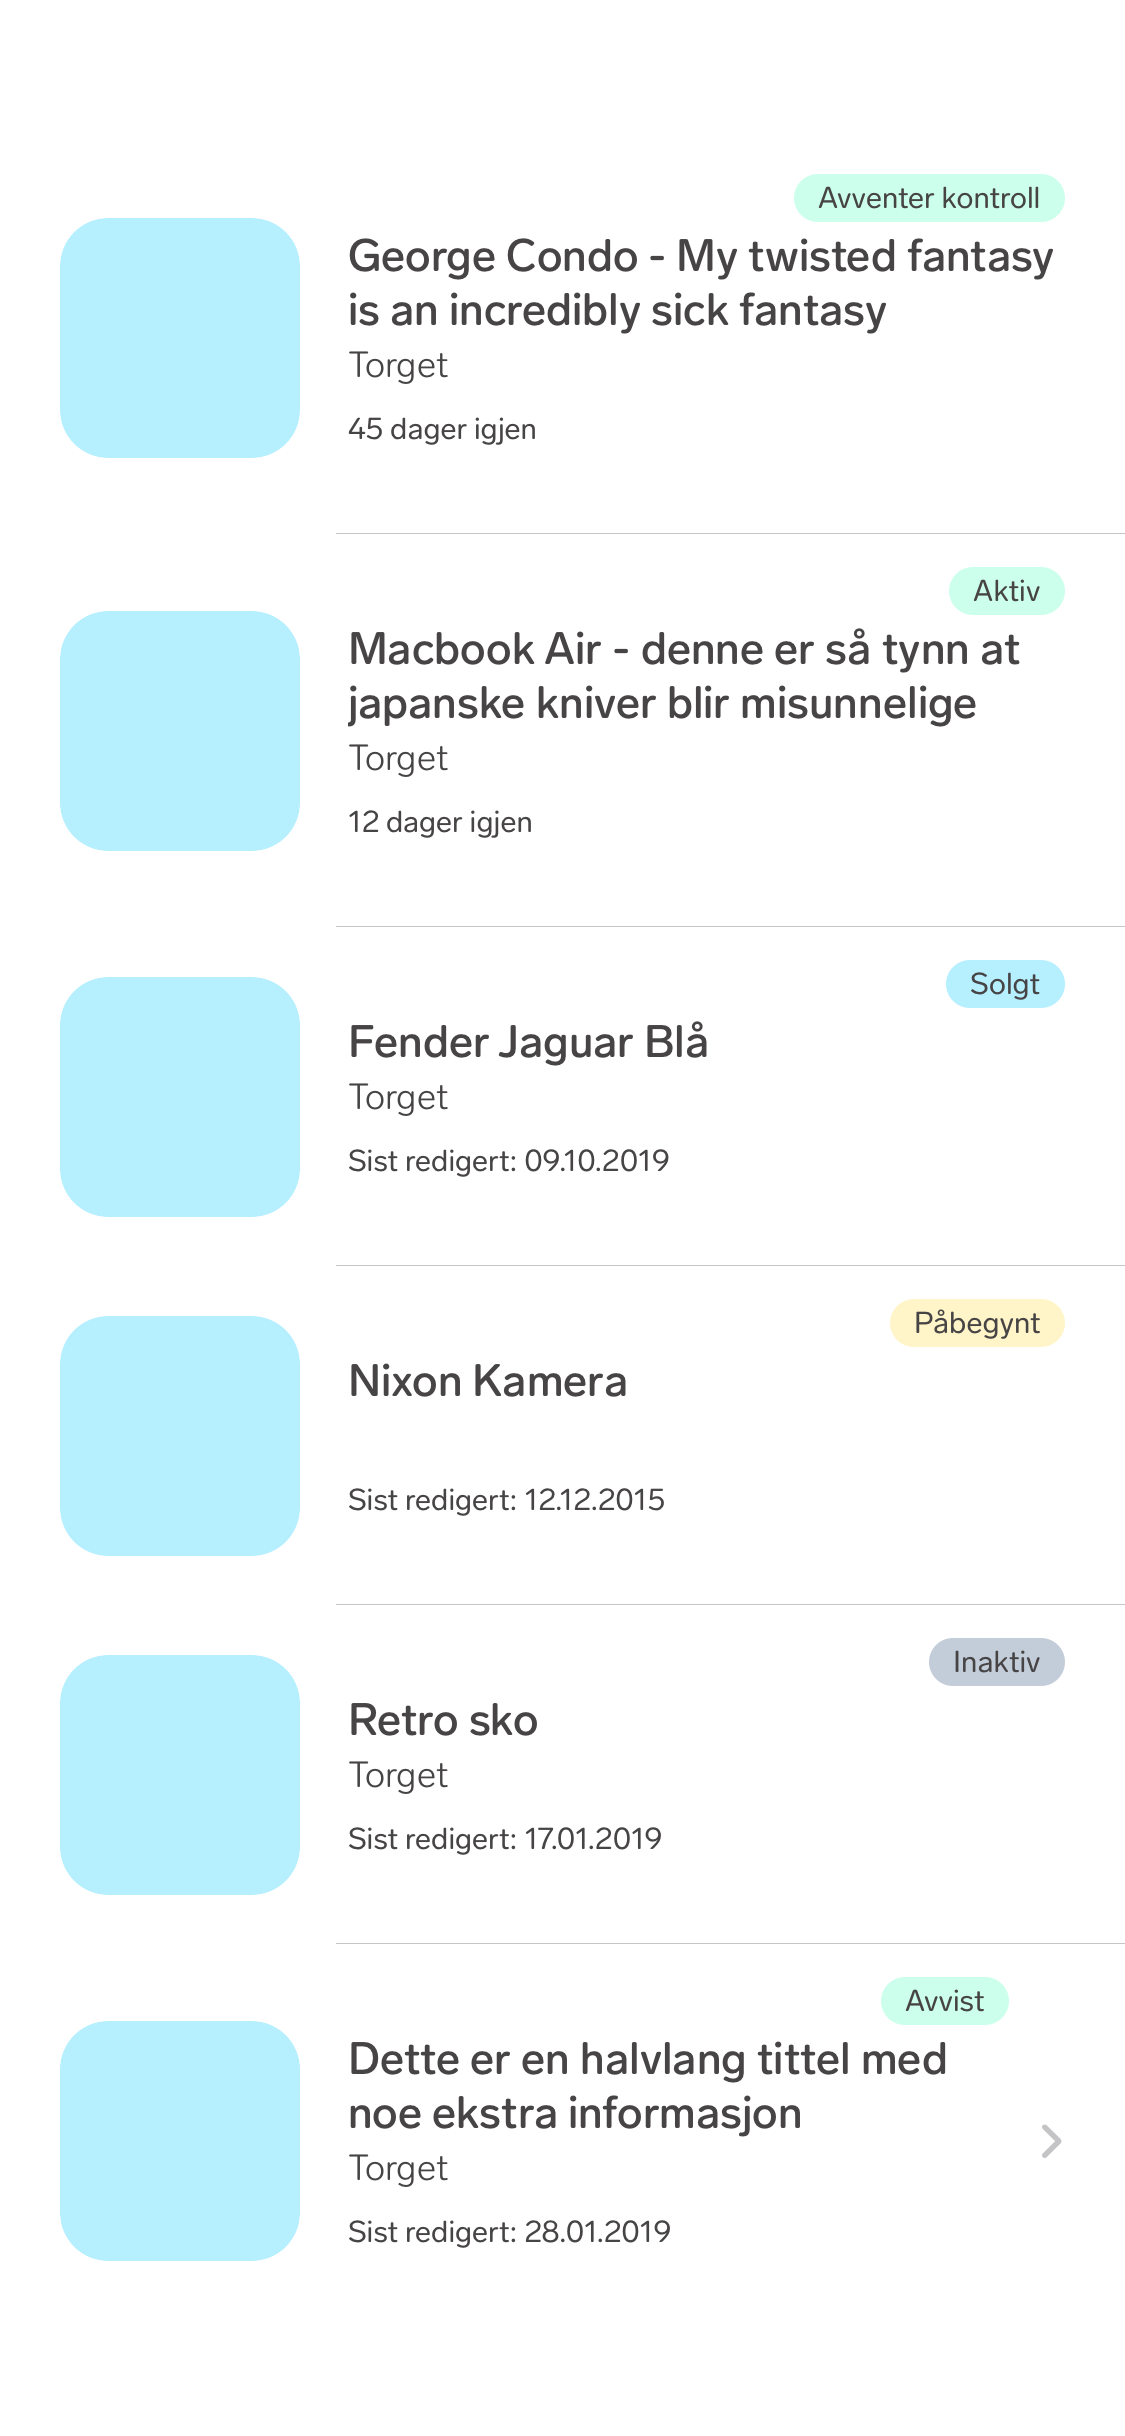 Avventer kontroll
George Condo - My twisted fantasy
is an incredibly sick fantasy
Torget
45 dager igjen
Aktiv
Macbook Air - denne er så tynn at
japanske kniver blir misunnelige
Torget
12 dager igjen
Solgt
Fender Jaguar Blå
Torget
Sist redigert: 09.10.2019
Påbegynt
Nixon Kamera
Sist redigert: 12.12.2015
Inaktiv
Retro sko
Torget
Sist redigert: 17.01.2019
Avvist
Dette er en halvlang tittel med
noe ekstra informasjon
Torget
Sist redigert: 28.01.2019